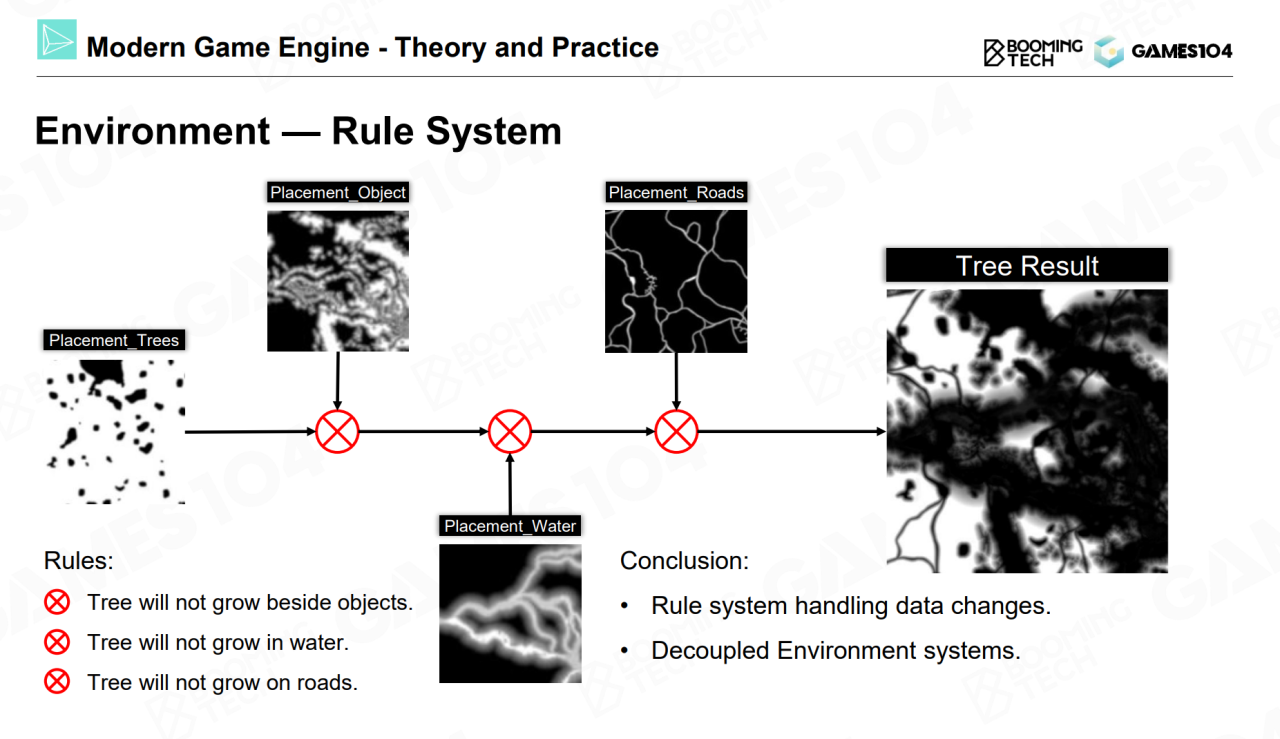 Modern Game Engine - Theory and Practice
BOOMING
TECH
GAMES104
Environment — Rule System
Placement_Object
Placement_Roads
Tree Result
Placement_Trees
Placement_Water
Rules:
Tree will not grow beside objects.
Tree will not grow in water.
Tree will not grow on roads.
Conclusion:
• Rule system handling data changes.
• Decoupled Environment systems.